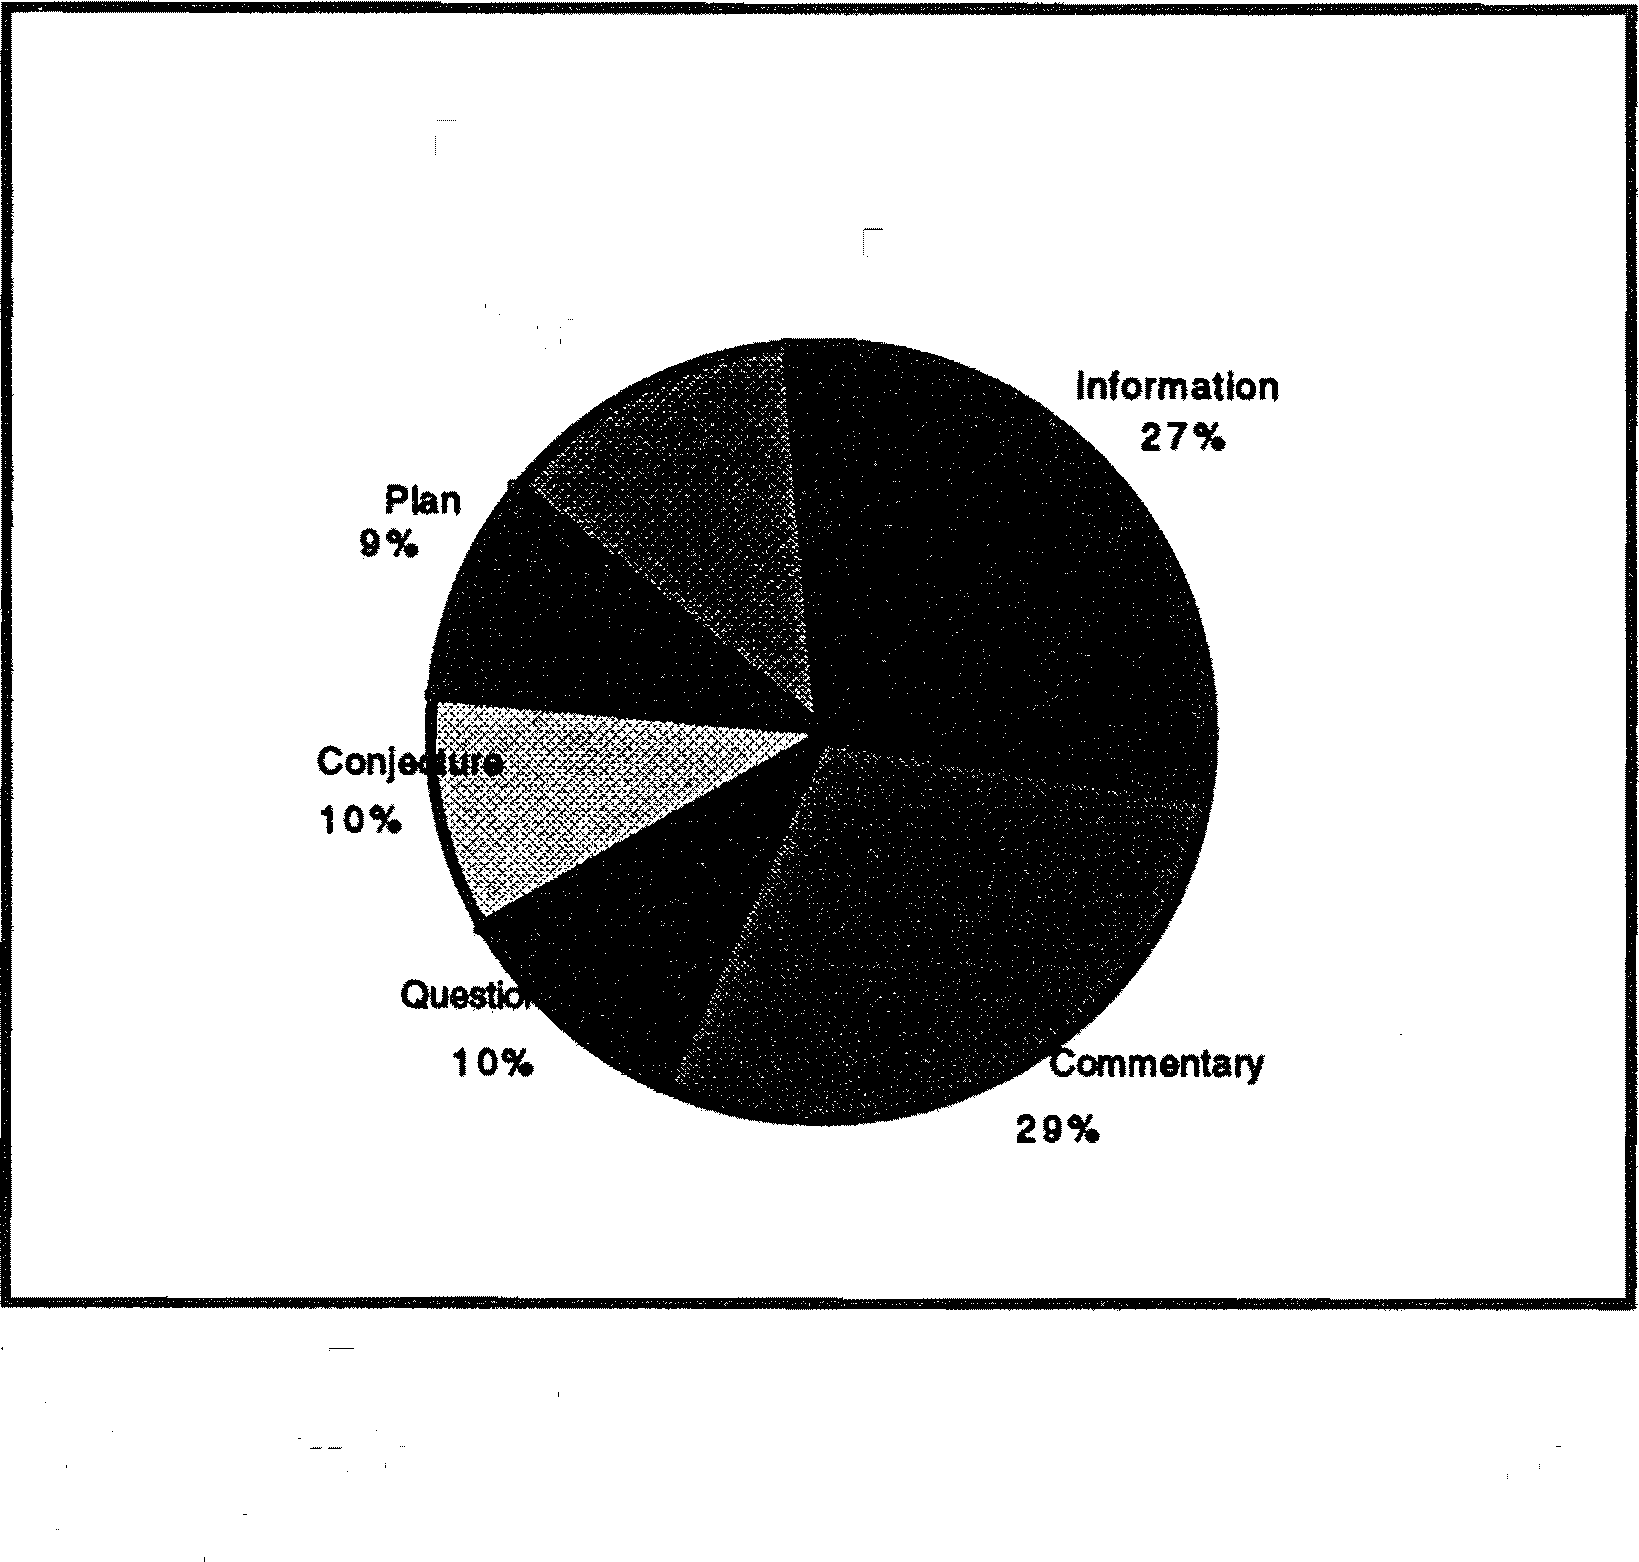 Information
27%
Plan
9%
Conjecture
10%
Question
10%
Commentary
29%